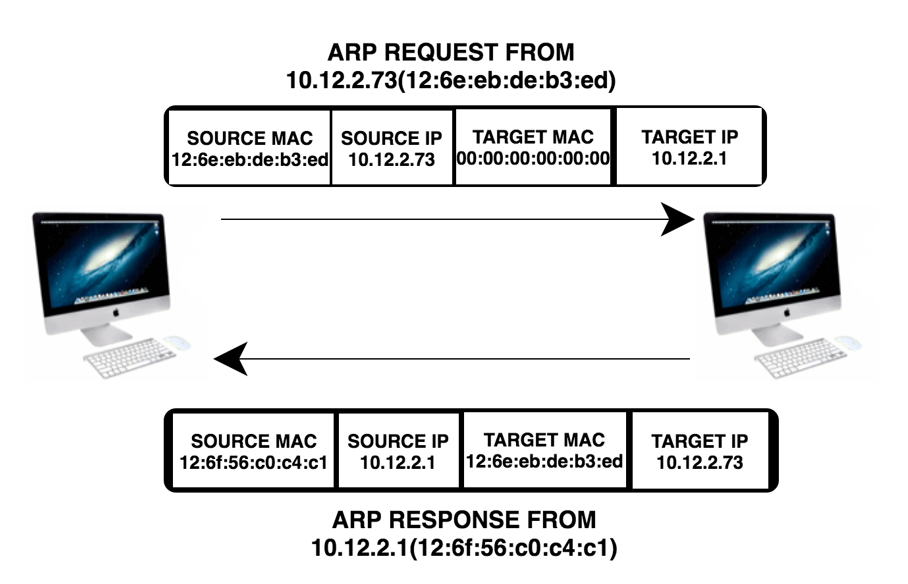 ARP REQUEST FROM
10.12.2.73(12:6e:eb:de:b3:ed)
SOURCE MAC
12:6e:eb:de:b3:ed
SOURCE IP
10.12.2.73
TARGET MAC
00:00:00:00:00:00
TARGET IP
10.12.2.1
SOURCE MAC
12:6f:56:c0:c4:c1
SOURCE IP
10.12.2.1
TARGET MAC
12:6e:eb:de:b3:ed
TARGET IP
10.12.2.73
ARP RESPONSE FROM
10.12.2.1(12:6f:56:c0:c4:c1)